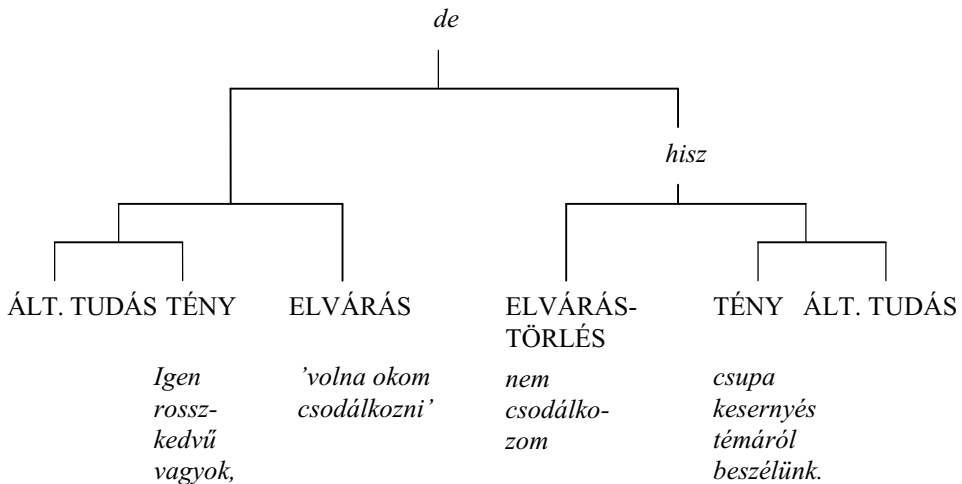 de
hisz
ÁLT. TUDÁS TÉNY ELVÁRÁS ELVÁRÁS- TÉNY ÁLT. TUDÁS
TÖRLÉS
Igen ’volna okom nem csupa
rossz- csodálkozni’ csodálko- kesernyés
kedvű zom témáról
vagyok, beszélünk.